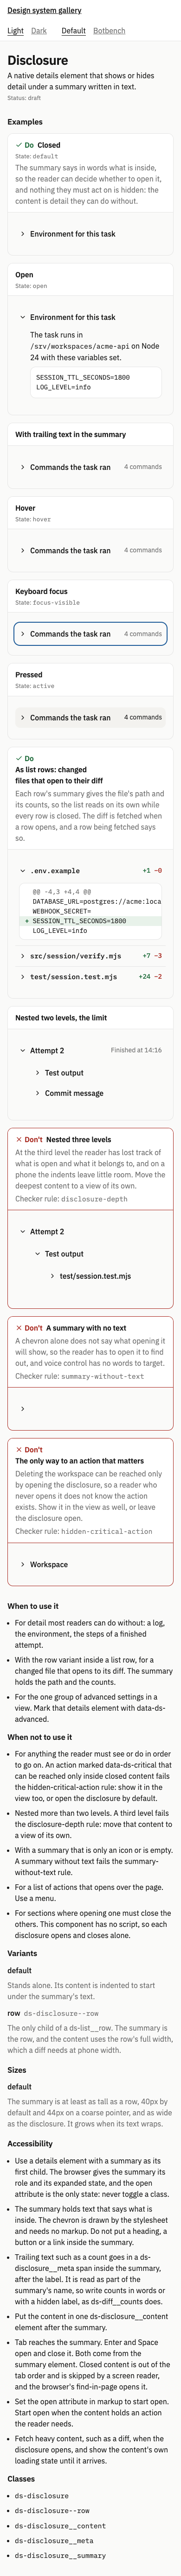 Design system gallery
Light Dark Default Botbench
Disclosure
A native details element that shows or hides
detail under a summary written in text.
Status: draft
Examples
✓ Do Closed
State: default
The summary says in words what is inside,
so the reader can decide whether to open it,
and nothing they must act on is hidden: the
content is detail they can do without.
Environment for this task
Open
State: open
Environment for this task
The task runs in
/srv/workspaces/acme-api on Node
24 with these variables set.
SESSION_TTL_SECONDS=1800
LOG_LEVEL=info
With trailing text in the summary
Commands the task ran 4 commands
Hover
State: hover
Commands the task ran 4 commands
Keyboard focus
State: focus-visible
Commands the task ran 4 commands
Pressed
State: active
Commands the task ran 4 commands
✓ Do
As list rows: changed
files that open to their diff
Each row's summary gives the file's path and
its counts, so the list reads on its own while
every row is closed. The diff is fetched when
a row opens, and a row being fetched says
so.
.env.example +1 −0
@@ -4,3 +4,4 @@
DATABASE_URL=postgres://acme:loca
WEBHOOK_SECRET=
+ SESSION_TTL_SECONDS=1800
LOG_LEVEL=info
src/session/verify.mjs +7 −3
test/session.test.mjs +24 −2
Nested two levels, the limit
Attempt 2 Finished at 14:16
Test output
Commit message
✕ Don't Nested three levels
At the third level the reader has lost track of
what is open and what it belongs to, and on a
phone the indents leave little room. Move the
deepest content to a view of its own.
Checker rule: disclosure-depth
Attempt 2
Test output
test/session.test.mjs
✕ Don't A summary with no text
A chevron alone does not say what opening it
will show, so the reader has to open it to find
out, and voice control has no words to target.
Checker rule: summary-without-text
✕ Don't
The only way to an action that matters
Deleting the workspace can be reached only
by opening the disclosure, so a reader who
never opens it does not know the action
exists. Show it in the view as well, or leave
the disclosure open.
Checker rule: hidden-critical-action
Workspace
When to use it
• For detail most readers can do without: a log,
the environment, the steps of a finished
attempt.
• With the row variant inside a list row, for a
changed file that opens to its diff. The summary
holds the path and the counts.
• For the one group of advanced settings in a
view. Mark that details element with data-ds-
advanced.
When not to use it
• For anything the reader must see or do in order
to go on. An action marked data-ds-critical that
can be reached only inside closed content fails
the hidden-critical-action rule: show it in the
view too, or open the disclosure by default.
• Nested more than two levels. A third level fails
the disclosure-depth rule: move that content to
a view of its own.
• With a summary that is only an icon or is empty.
A summary without text fails the summary-
without-text rule.
• For a list of actions that opens over the page.
Use a menu.
• For sections where opening one must close the
others. This component has no script, so each
disclosure opens and closes alone.
Variants
default
Stands alone. Its content is indented to start
under the summary's text.
row ds-disclosure--row
The only child of a ds-list__row. The summary is
the row, and the content uses the row's full width,
which a diff needs at phone width.
Sizes
default
The summary is at least as tall as a row, 40px by
default and 44px on a coarse pointer, and as wide
as the disclosure. It grows when its text wraps.
Accessibility
• Use a details element with a summary as its
first child. The browser gives the summary its
role and its expanded state, and the open
attribute is the only state: never toggle a class.
• The summary holds text that says what is
inside. The chevron is drawn by the stylesheet
and needs no markup. Do not put a heading, a
button or a link inside the summary.
• Trailing text such as a count goes in a ds-
disclosure__meta span inside the summary,
after the label. It is read as part of the
summary's name, so write counts in words or
with a hidden label, as ds-diff__counts does.
• Put the content in one ds-disclosure__content
element after the summary.
• Tab reaches the summary. Enter and Space
open and close it. Both come from the
summary element. Closed content is out of the
tab order and is skipped by a screen reader,
and the browser's find-in-page opens it.
• Set the open attribute in markup to start open.
Start open when the content holds an action
the reader needs.
• Fetch heavy content, such as a diff, when the
disclosure opens, and show the content's own
loading state until it arrives.
Classes
• ds-disclosure
• ds-disclosure--row
• ds-disclosure__content
• ds-disclosure__meta
• ds-disclosure__summary